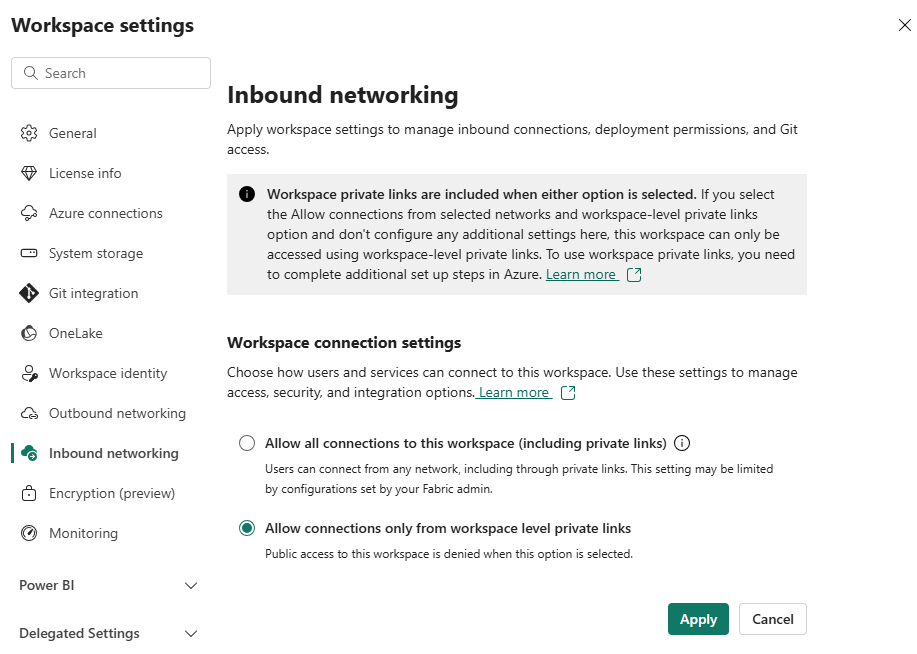 Workspace settings
Search
General
License info
Azure connections
System storage
Git integration
OneLake
Workspace identity
Outbound networking
Inbound networking
Encryption (preview)
Monitoring
Power BI
Delegated Settings
Inbound networking
Apply workspace settings to manage inbound connections, deployment permissions, and Git
access.
Workspace private links are included when either option is selected. If you select
the Allow connections from selected networks and workspace-level private links
option and don't configure any additional settings here, this workspace can only be
accessed using workspace-level private links. To use workspace private links, you need
to complete additional set up steps in Azure. Learn more
Workspace connection settings
Choose how users and services can connect to this workspace. Use these settings to manage
access, security, and integration options. Learn more
Allow all connections to this workspace (including private links)
Users can connect from any network, including through private links. This setting may be limited
by configurations set by your Fabric admin.
Allow connections only from workspace level private links
Public access to this workspace is denied when this option is selected.
Apply
Cancel